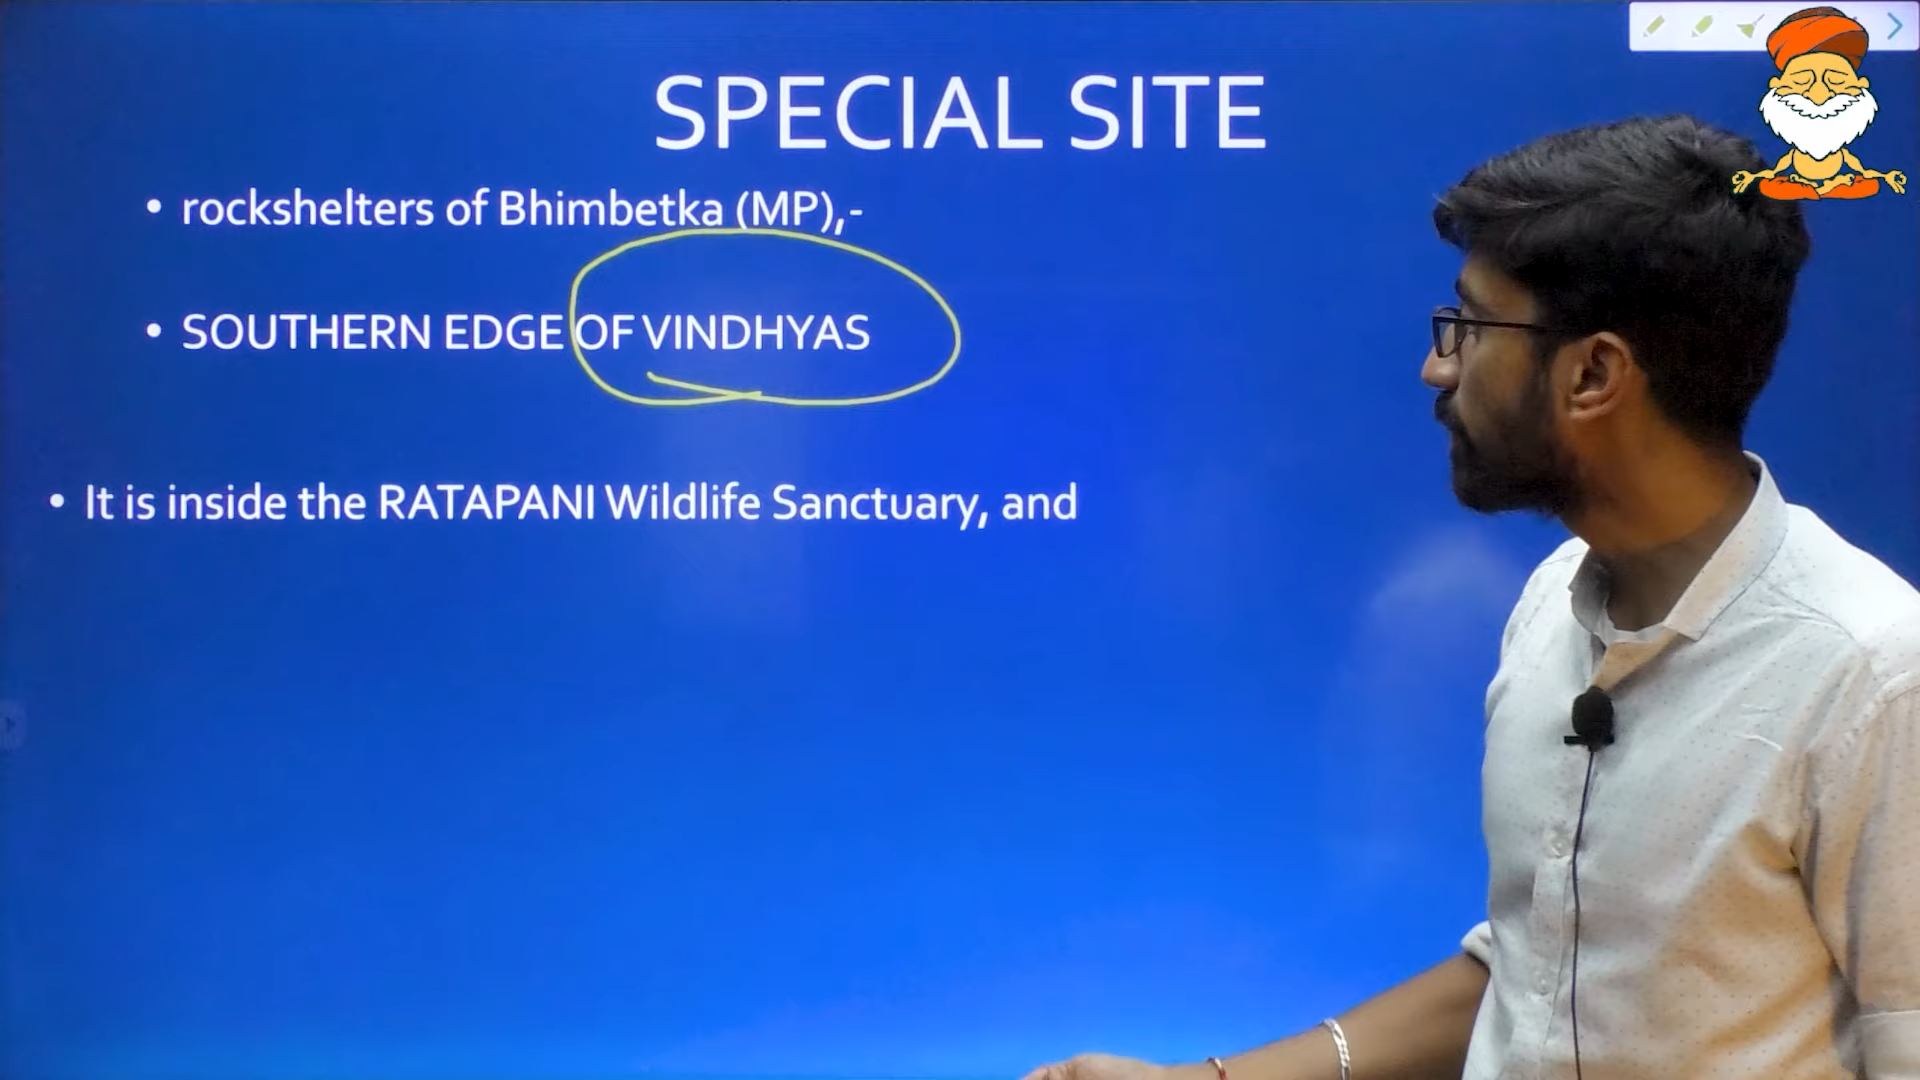 SPECIAL SITE
• rockshelters of Bhimbetka (MP),-
• SOUTHERN EDGE OF VINDHYAS
• It is inside the RATAPANI Wildlife Sanctuary, and